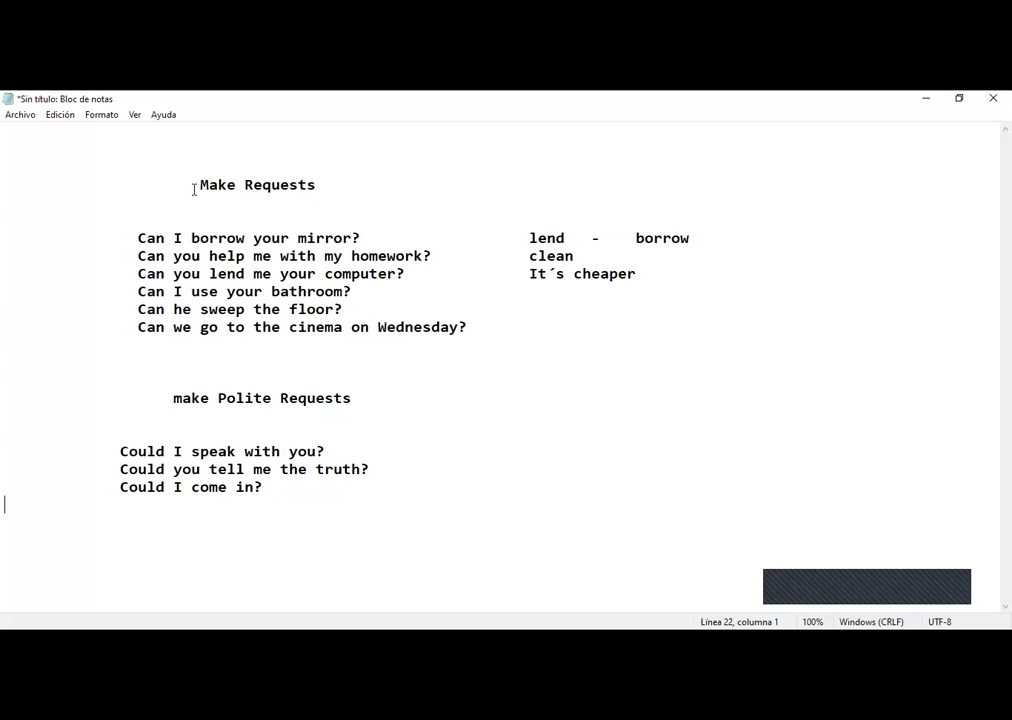 *Sin título: Bloc de notas
Archivo Edición Formato Ver Ayuda
Make Requests
Can I borrow your mirror? lend - borrow
Can you help me with my homework? clean
Can you lend me your computer? It´s cheaper
Can I use your bathroom?
Can he sweep the floor?
Can we go to the cinema on Wednesday?
make Polite Requests
Could I speak with you?
Could you tell me the truth?
Could I come in?
Línea 22, columna 1 100% Windows (CRLF) UTF-8